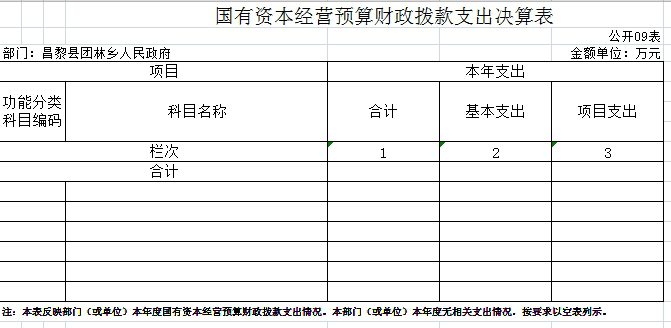 国有资本经营预算财政拨款支出决算表
公开09表
部门：昌黎县团林乡人民政府 金额单位：万元
项目 本年支出
功能分类科目编码 科目名称 合计 基本支出 项目支出
栏次 1 2 3
合计
注：本表反映部门（或单位）本年度国有资本经营预算财政拨款支出情况。本部门（或单位）本年度无相关支出情况，按要求以空表列示。